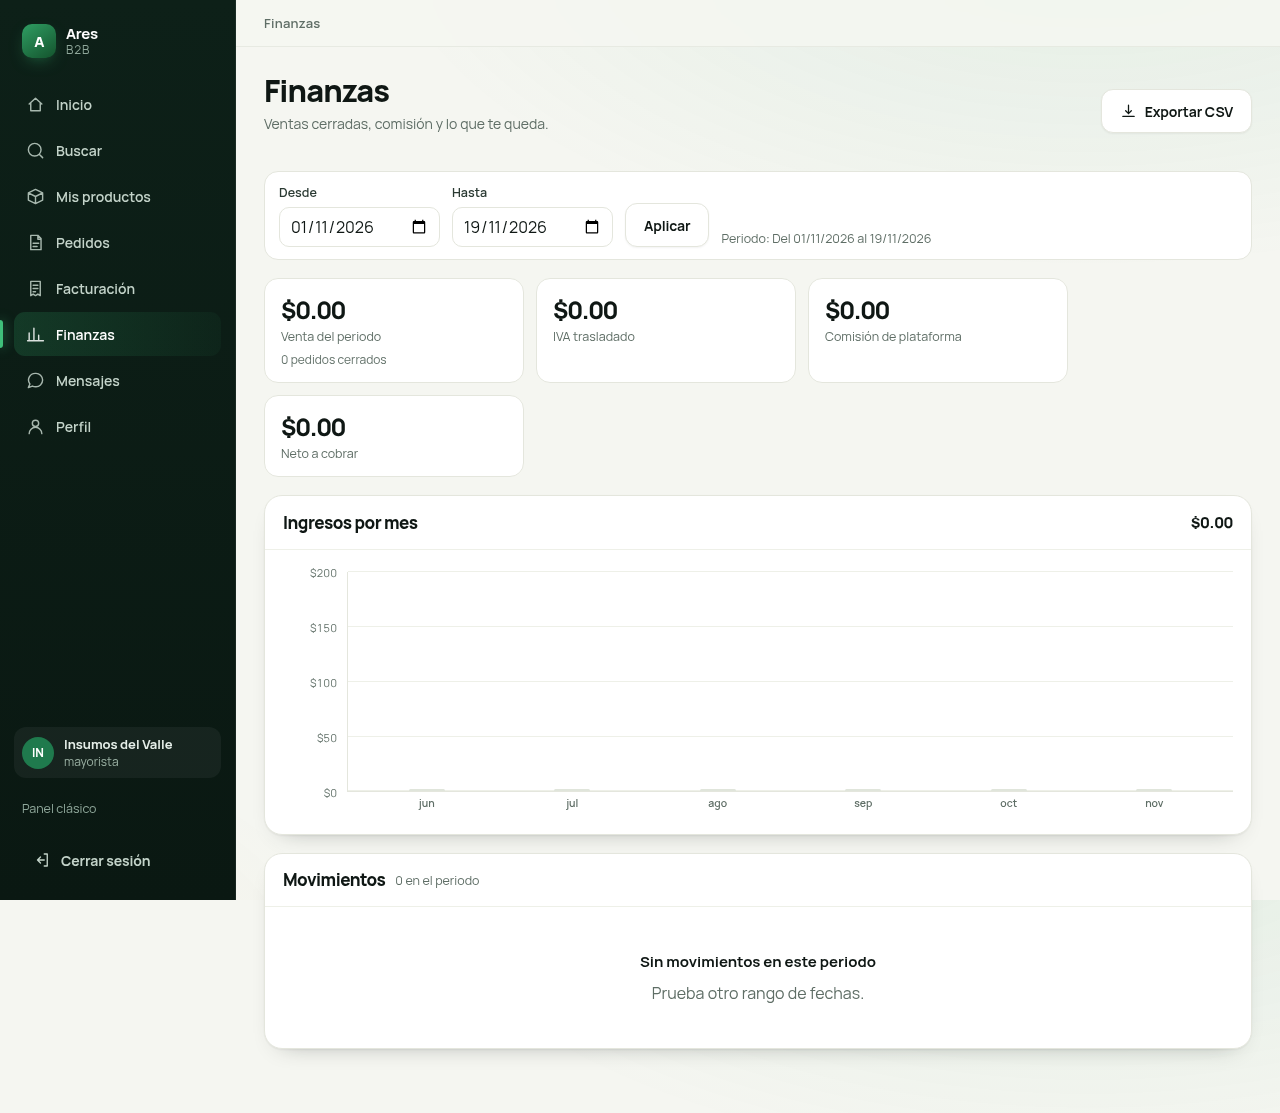 A
Ares
B2B
Inicio
Buscar
Mis productos
Pedidos
Facturación
Finanzas
Mensajes
Perfil
IN
Insumos del Valle
mayorista
Panel clásico
Cerrar sesión
Finanzas
Finanzas
Ventas cerradas, comisión y lo que te queda.
Exportar CSV
Desde
Hasta
01/11/2026
19/11/2026
Aplicar
Periodo: Del 01/11/2026 al 19/11/2026
$0.00
Venta del periodo
0 pedidos cerrados
$0.00
IVA trasladado
$0.00
Comisión de plataforma
$0.00
Neto a cobrar
Ingresos por mes
$0.00
$200
$150
$100
$50
$0
jun
jul
ago
sep
oct
nov
Movimientos
0 en el periodo
Sin movimientos en este periodo
Prueba otro rango de fechas.